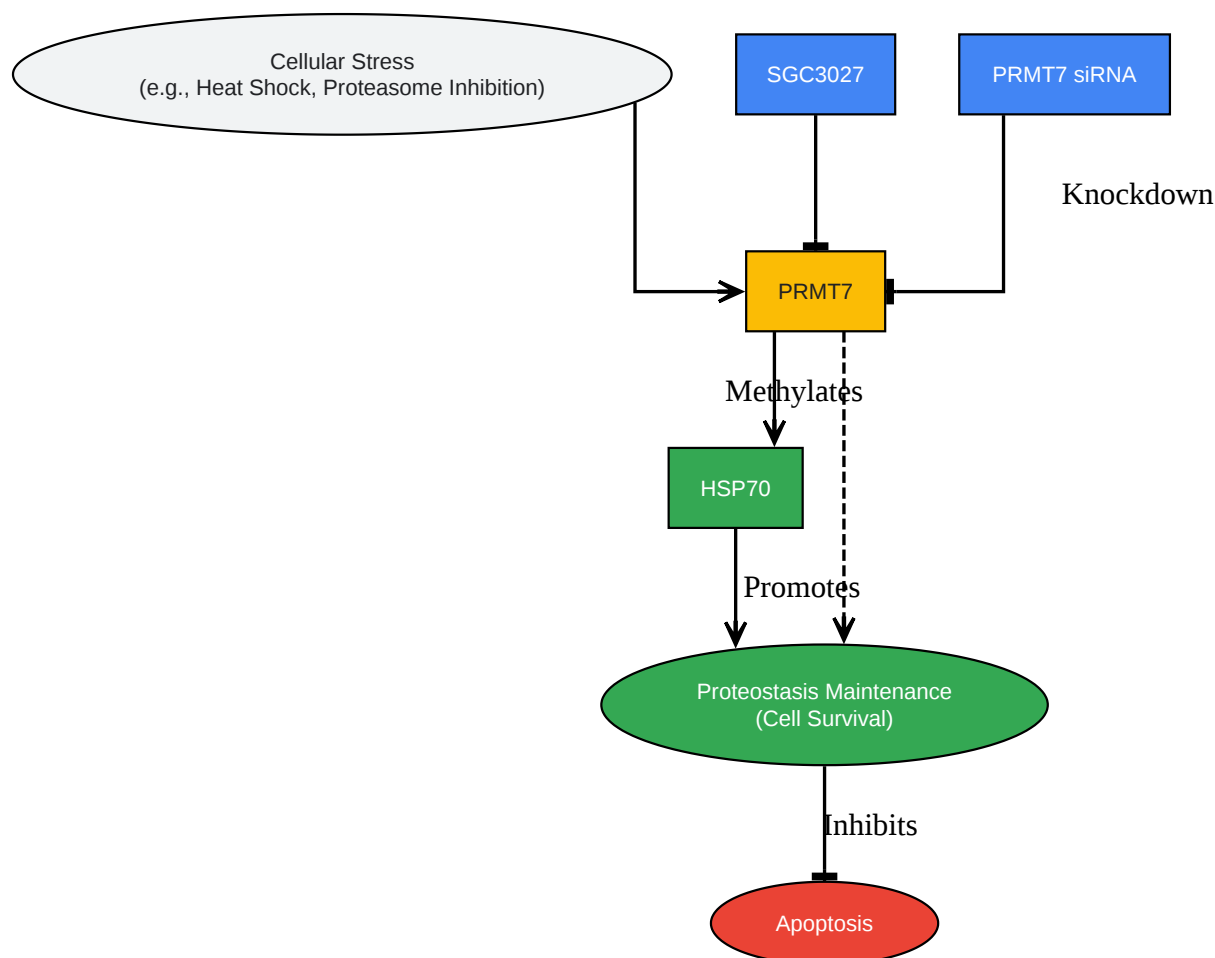 Cellular Stress
(e.g., Heat Shock, Proteasome Inhibition)
SGC3027
PRMT7 siRNA
Knockdown
PRMT7
Methylates
HSP70
Promotes
Proteostasis Maintenance
(Cell Survival)
Inhibits
Apoptosis